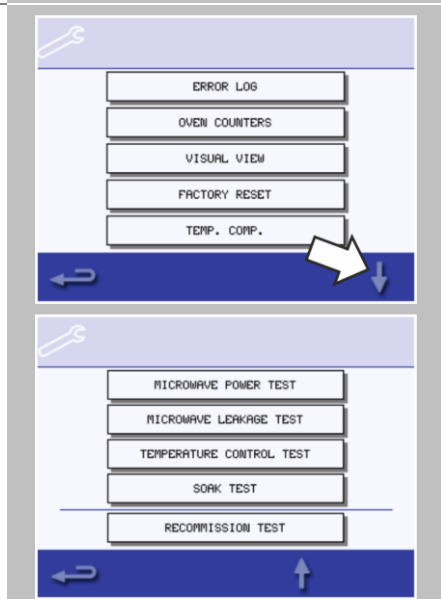 ERROR LOG
OVEN COUNTERS
VISUAL VIEW
FACTORY RESET
TEMP. COMP.
MICROWAVE POWER TEST
MICROWAVE LEAKAGE TEST
TEMPERATURE CONTROL TEST
SOAK TEST
RECOMMISSION TEST